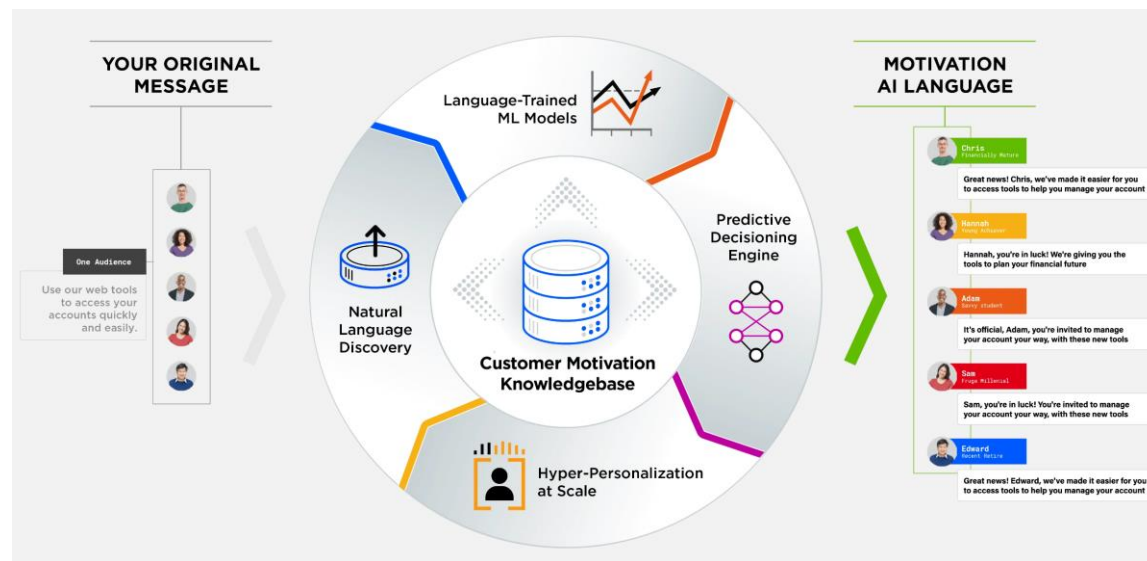 YOUR ORIGINAL
MESSAGE
One Audience
Use our web tools
to access your
accounts quickly
and easily.
Language-Trained
ML Models
Natural
Language
Discovery
Predictive
Decisioning
Engine
Customer Motivation
Knowledgebase
Hyper-Personalization
at Scale
MOTIVATION
AI LANGUAGE
Chris
Financially Mature
Great news! Chris, we've made it easier for you
to access tools to help you manage your account
Hannah
Young
Hannah, you're in luck! We're giving you the
tools to plan your financial future
Adam
Savvy student
It's official, Adam, you're invited to manage
your account your way, with these new tools
Sam
Fruga Millenial
Sam, you're in luck! You're invited to manage
your account your way, with these new tools
Edward
Recent Retire
Great news! Edward, we've made it easier for you
to access tools to help you manage your account